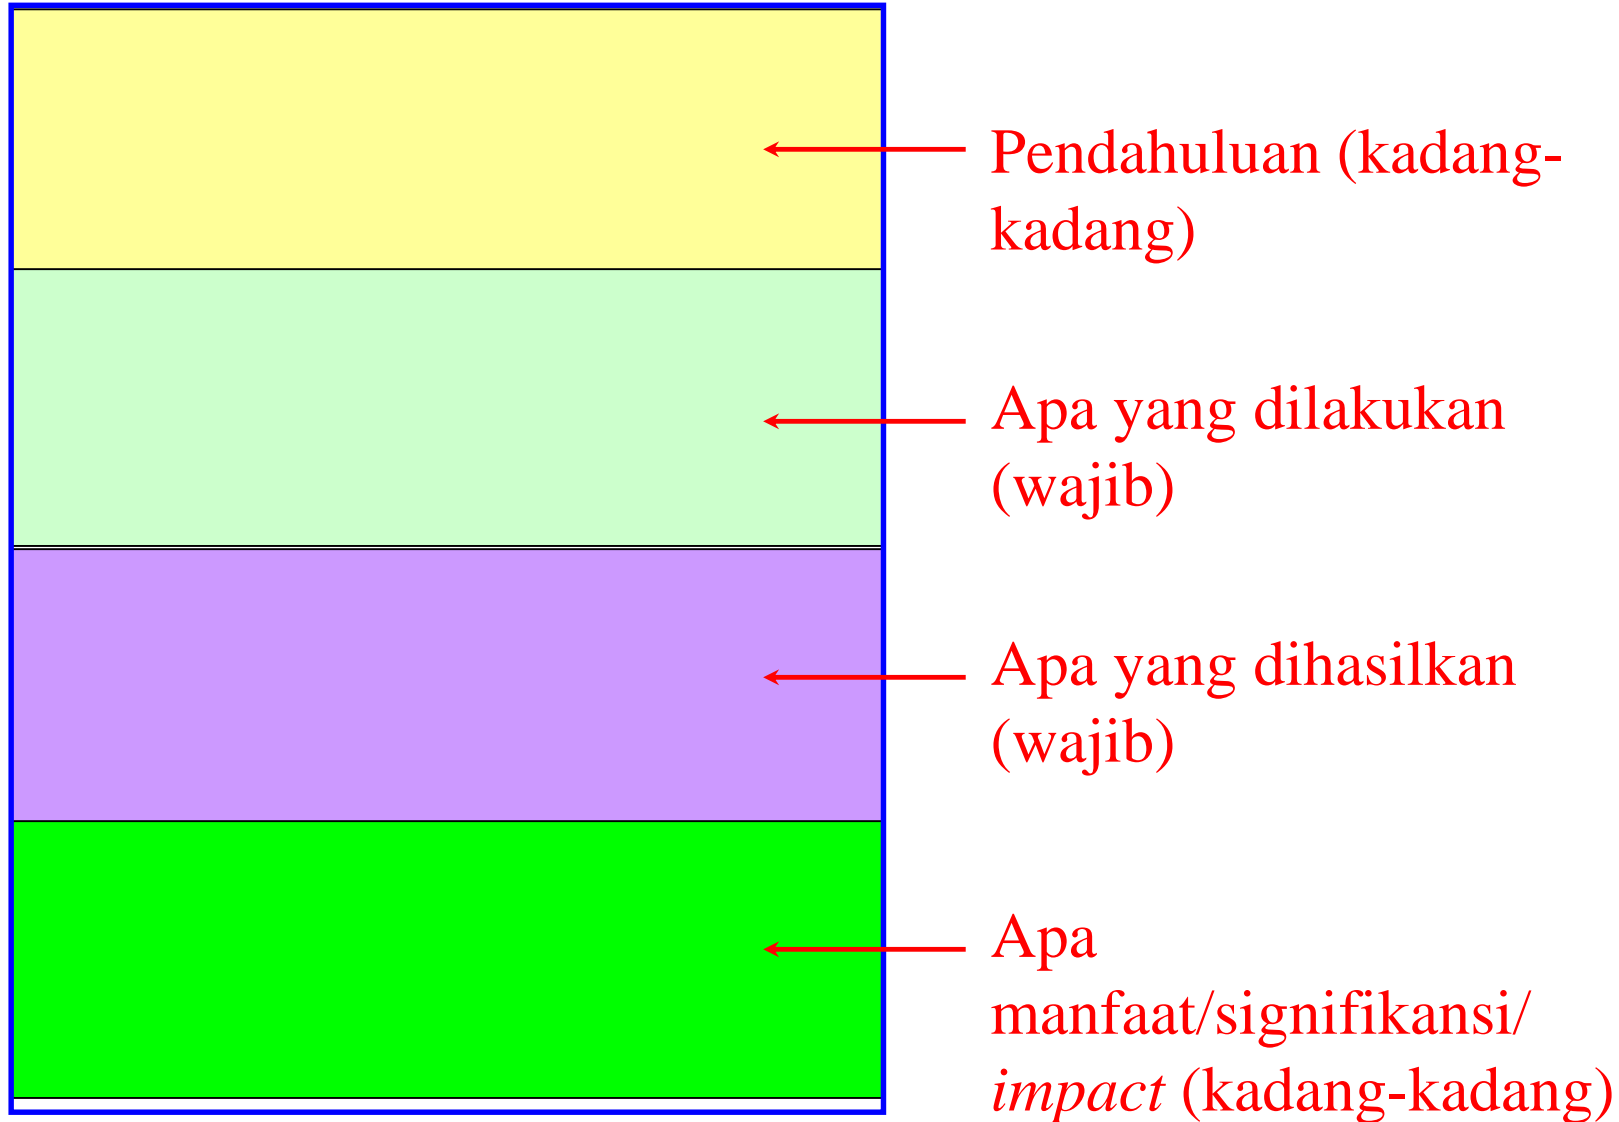 Pendahuluan (kadang-
kadang)
Apa yang dilakukan
(wajib)
Apa yang dihasilkan
(wajib)
Apa
manfaat/signifikansi/
impact (kadang-kadang)